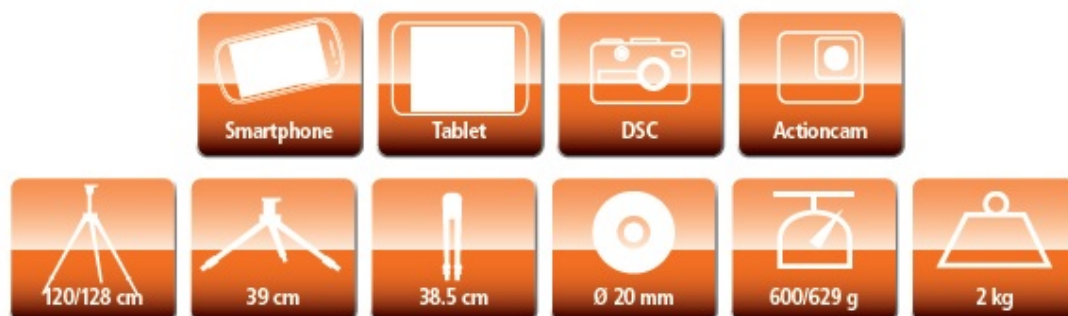 Smartphone
Tablet
DSC
Actioncam
120/128 cm
39 cm
38.5 cm
Ø 20 mm
600/629 g
2 kg